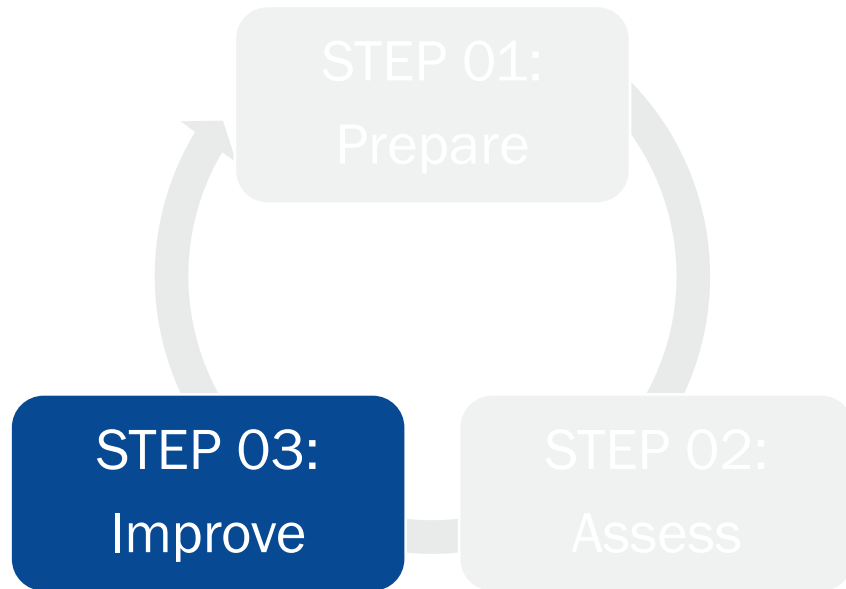 STEP 01:
Prepare
STEP 03:
Improve
STEP 02:
Assess